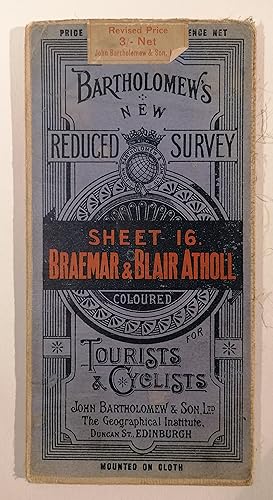 PRICE
ENCE NET
Revised Price
3/- Net
John Bartholomew & Son,
BARTHOLOMEW'S
NEW
REDUCED SURVEY
SHEET 16.
BRAEMAR & BLAIR ATHOLL
COLOURED
FOR
TOURISTS
& CYCLISTS
JOHN BARTHOLOMEW & SON, LTD
The Geographical Institute,
DUNCAN ST. EDINBURGH
MOUNTED ON CLOTH